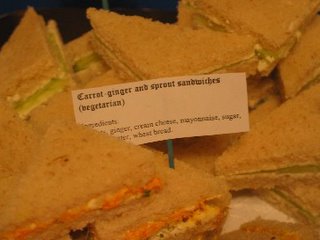 Carrot-ginger and sprout sandwiches
(vegetarian)
ginger, cream cheese, mayonnaise, sugar,
wheat bread.